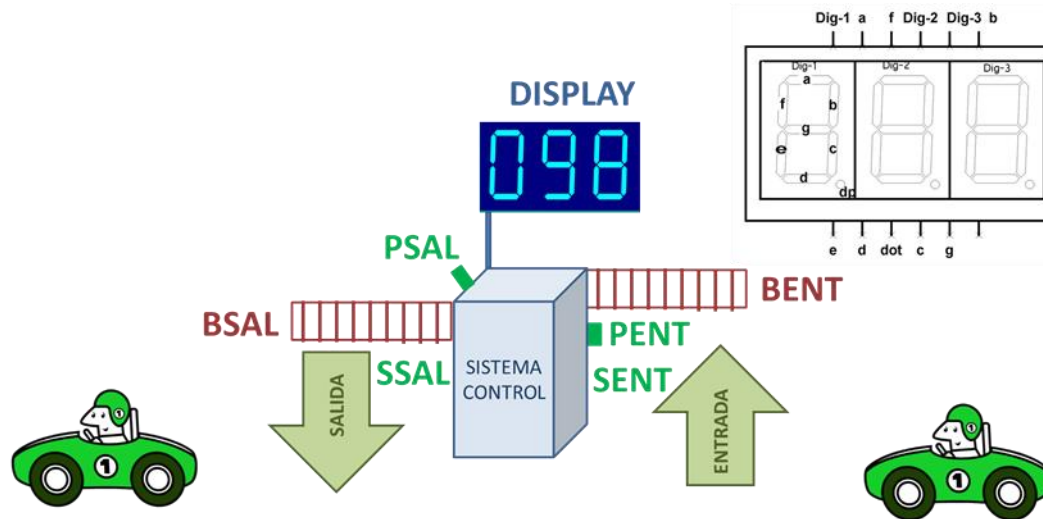 Dig-1 a f Dig-2 Dig-3 b
Dig-1 Dig-2 Dig-3
a
f b
g
e c
d
dp
e d dot c g
DISPLAY
098
PSAL
BSAL
BENT
PENT
SSAL
SENT
SISTEMA
CONTROL
SALIDA
ENTRADA
1
1
1
1